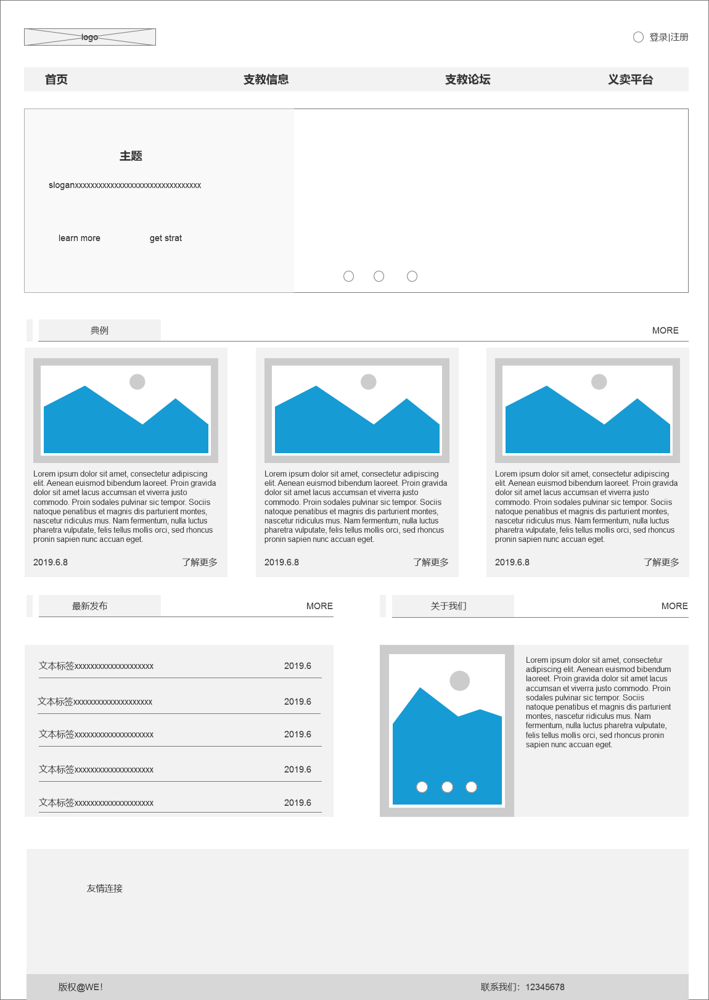 logo
登录|注册
首页
支教信息
支教论坛
义卖平台
主题
sloganxxxxxxxxxxxxxxxxxxxxxxxxxxxxxxxx
learn more
get strat
典例
MORE
Lorem ipsum dolor sit amet, consectetur adipiscing
elit. Aenean euismod bibendum laoreet. Proin gravida
dolor sit amet lacus accumsan et viverra justo
commodo. Proin sodales pulvinar sic tempor. Sociis
natoque penatibus et magnis dis parturient montes,
nascetur ridiculus mus. Nam fermentum, nulla luctus
pharetra vulputate, felis tellus mollis orci, sed rhoncus
pronin sapien nunc accuan eget.
2019.6.8
了解更多
Lorem ipsum dolor sit amet, consectetur adipiscing
elit. Aenean euismod bibendum laoreet. Proin gravida
dolor sit amet lacus accumsan et viverra justo
commodo. Proin sodales pulvinar sic tempor. Sociis
natoque penatibus et magnis dis parturient montes,
nascetur ridiculus mus. Nam fermentum, nulla luctus
pharetra vulputate, felis tellus mollis orci, sed rhoncus
pronin sapien nunc accuan eget.
2019.6.8
了解更多
Lorem ipsum dolor sit amet, consectetur adipiscing
elit. Aenean euismod bibendum laoreet. Proin gravida
dolor sit amet lacus accumsan et viverra justo
commodo. Proin sodales pulvinar sic tempor. Sociis
natoque penatibus et magnis dis parturient montes,
nascetur ridiculus mus. Nam fermentum, nulla luctus
pharetra vulputate, felis tellus mollis orci, sed rhoncus
pronin sapien nunc accuan eget.
2019.6.8
了解更多
最新发布
MORE
文本标签xxxxxxxxxxxxxxxxxxxx
2019.6
文本标签xxxxxxxxxxxxxxxxxxxx
2019.6
文本标签xxxxxxxxxxxxxxxxxxxx
2019.6
文本标签xxxxxxxxxxxxxxxxxxxx
2019.6
文本标签xxxxxxxxxxxxxxxxxxxx
2019.6
关于我们
MORE
Lorem ipsum dolor sit amet, consectetur
adipiscing elit. Aenean euismod bibendum
laoreet. Proin gravida dolor sit amet lacus
accumsan et viverra justo commodo. Proin
sodales pulvinar sic tempor. Sociis
natoque penatibus et magnis dis parturient
montes, nascetur ridiculus mus. Nam
fermentum, nulla luctus pharetra vulputate,
felis tellus mollis orci, sed rhoncus pronin
sapien nunc accuan eget.
友情连接
版权@WE！
联系我们：12345678